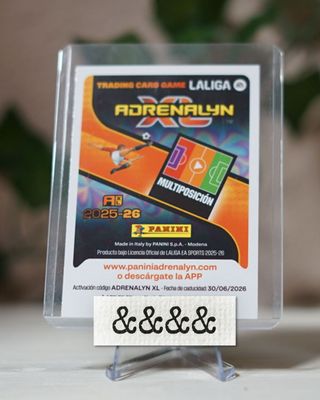 TRADING CARD GAME LALIGA
ADRENALYN
XL
MULTIPOSICIÓN
2025-26
PANINI
Made in Italy by PANINI S.p.A. - Modena
Producto bajo Licencia Oficial de LALIGA EA SPORTS 2025-26
www.paniniadrenalyn.com
o descárgate la APP
Activación código ADRENALYN XL - Fecha de caducidad: 30/06/2026
&&&&